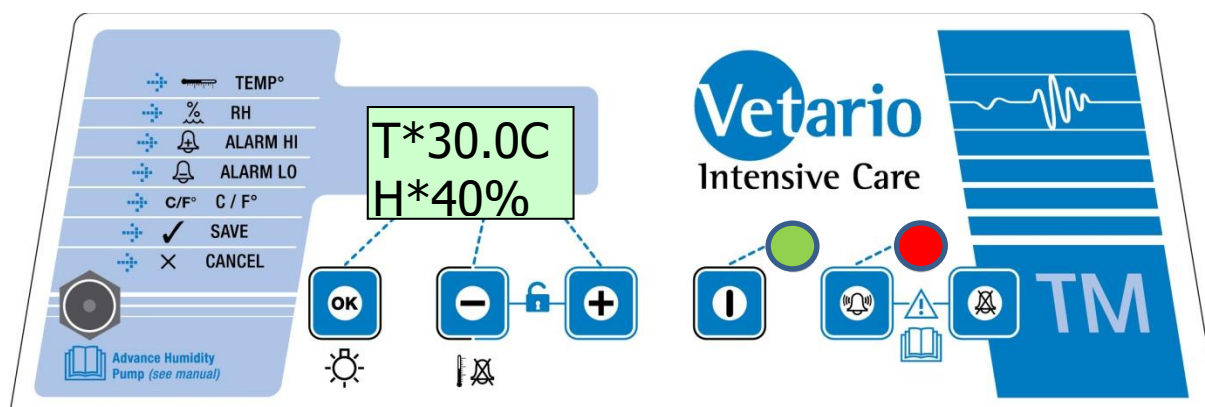 TEMP°
% RH
ALARM HI
ALARM LO
C/F° C / F°
SAVE
CANCEL
Advance Humidity
Pump (see manual)
T*30.0C
H*40%
OK
Vetario
Intensive Care
TM